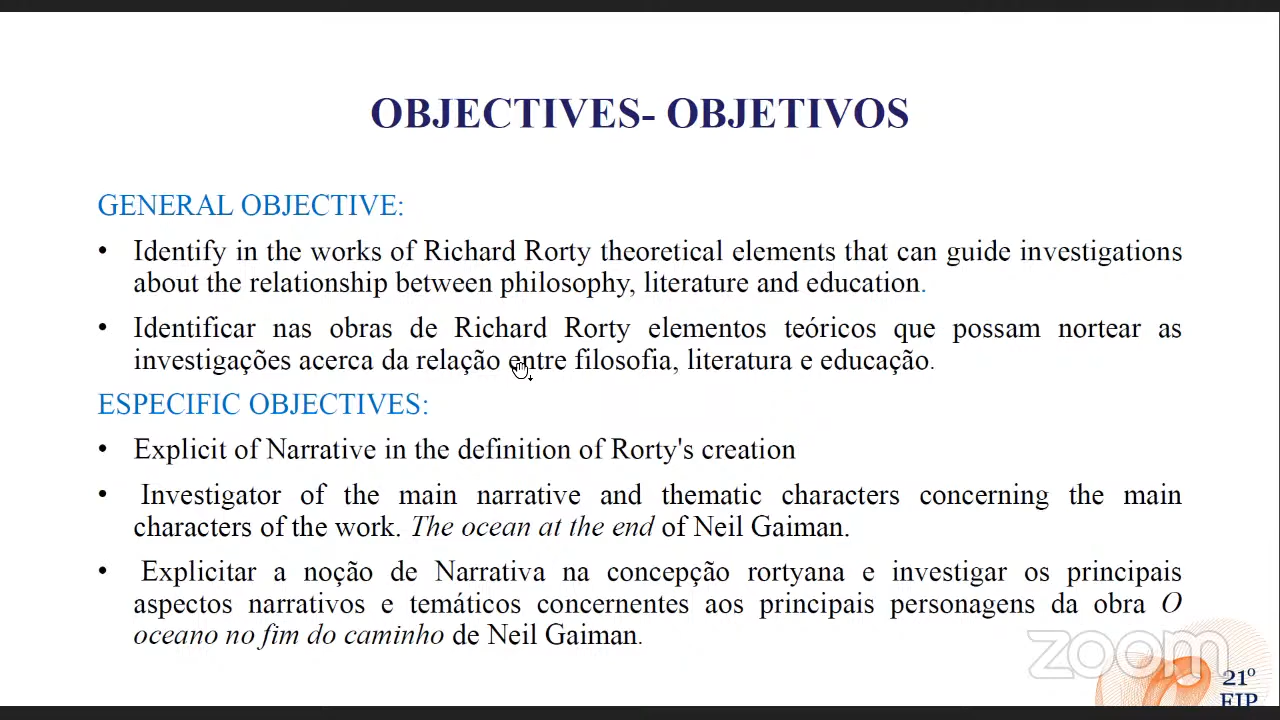 OBJECTIVES- OBJETIVOS
GENERAL OBJECTIVE:
• Identify in the works of Richard Rorty theoretical elements that can guide investigations
about the relationship between philosophy, literature and education.
• Identificar nas obras de Richard Rorty elementos teóricos que possam nortear as
investigações acerca da relação entre filosofia, literatura e educação.
ESPECIFIC OBJECTIVES:
• Explicit of Narrative in the definition of Rorty's creation
• Investigator of the main narrative and thematic characters concerning the main
characters of the work. The ocean at the end of Neil Gaiman.
• Explicitar a noção de Narrativa na concepção rortyana e investigar os principais
aspectos narrativos e temáticos concernentes aos principais personagens da obra O
oceano no fim do caminho de Neil Gaiman.
zoom
21º
EIP